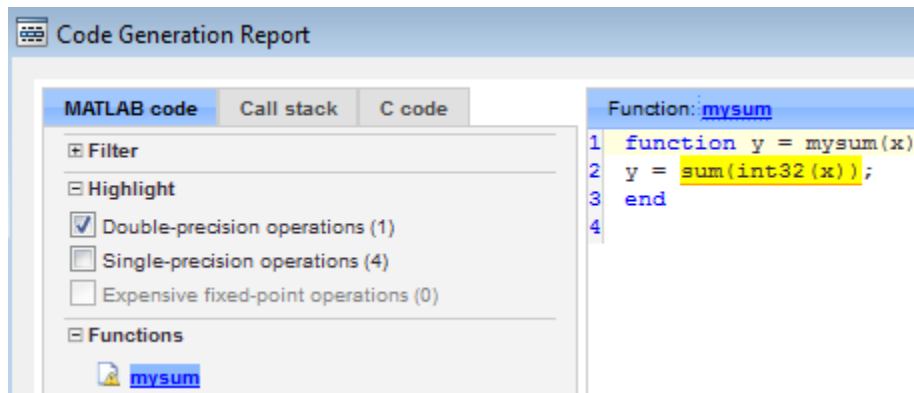 Code Generation Report
MATLAB code Call stack C code
Filter
Highlight
Double-precision operations (1)
Single-precision operations (4)
Expensive fixed-point operations (0)
Functions
mysum
Function: mysum
1 function y = mysum(x)
2 y = sum(int32(x));
3 end
4